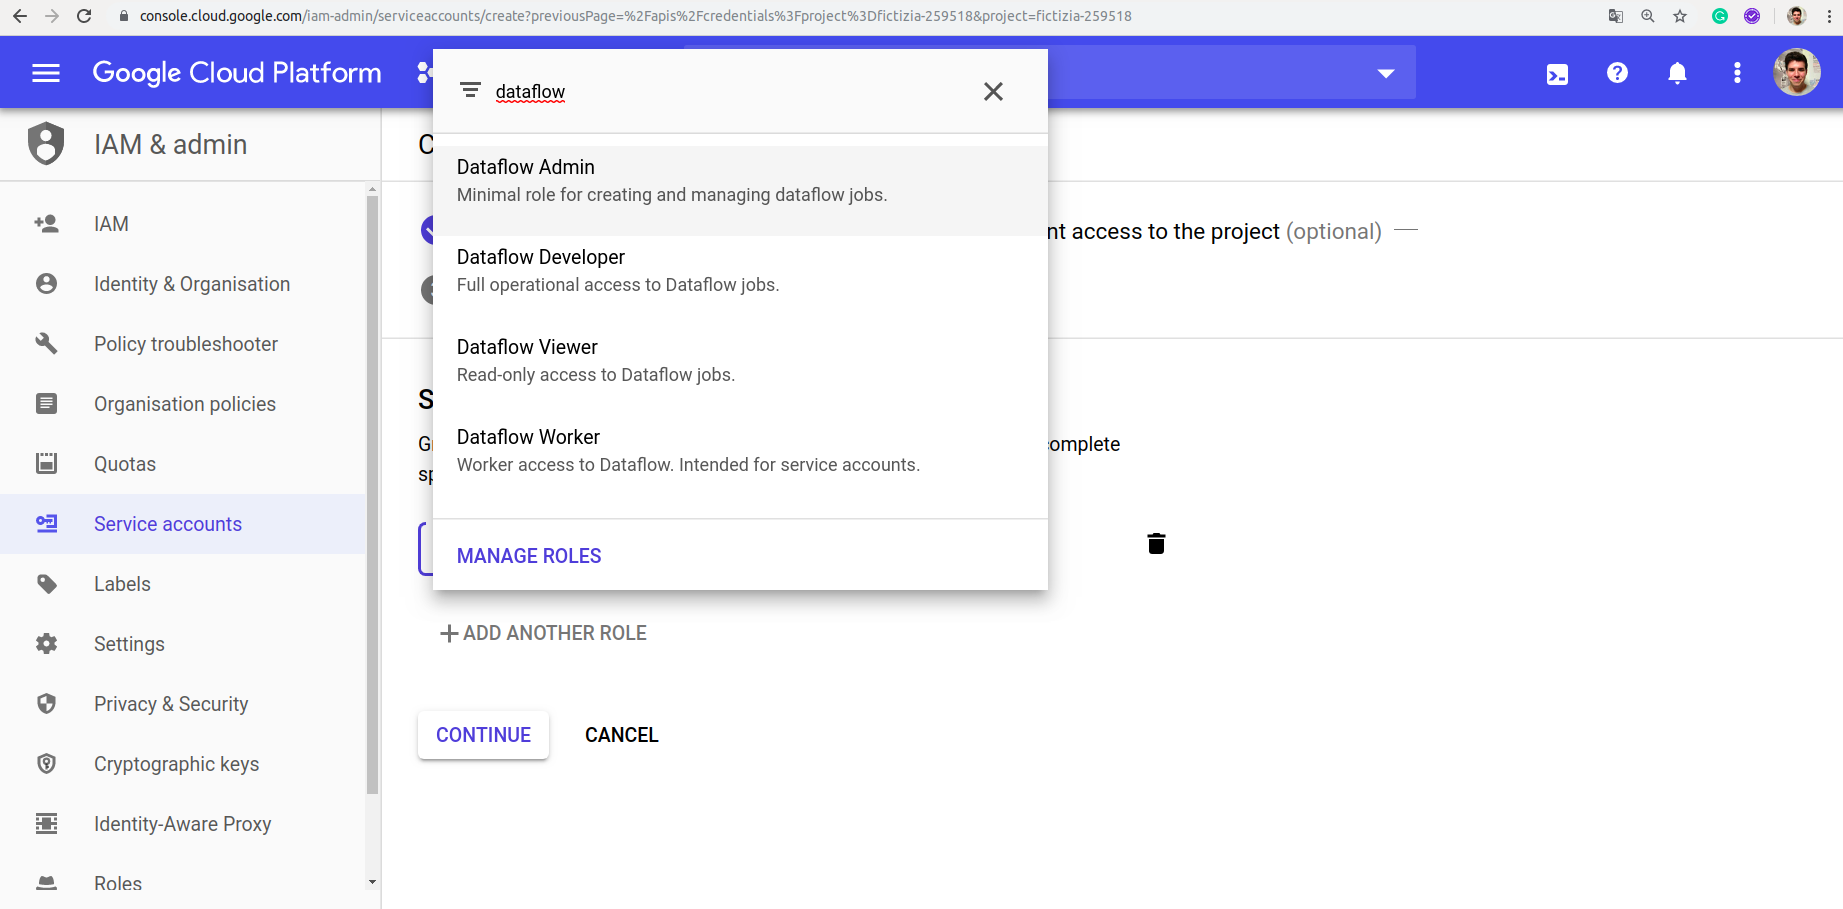 console.cloud.google.com/iam-admin/serviceaccounts/create?previousPage=%2Fapis%2Fcredentials%3Fproject%3Dfictizia-259518&project=fictizia-259518
Google Cloud Platform
IAM & admin
IAM
Identity & Organisation
Policy troubleshooter
Organisation policies
Quotas
Service accounts
Labels
Settings
Privacy & Security
Cryptographic keys
Identity-Aware Proxy
Roles
dataflow
Dataflow Admin
Minimal role for creating and managing dataflow jobs.
Dataflow Developer
Full operational access to Dataflow jobs.
Dataflow Viewer
Read-only access to Dataflow jobs.
Dataflow Worker
Worker access to Dataflow. Intended for service accounts.
MANAGE ROLES
nt access to the project (optional)
omplete
ADD ANOTHER ROLE
CONTINUE
CANCEL